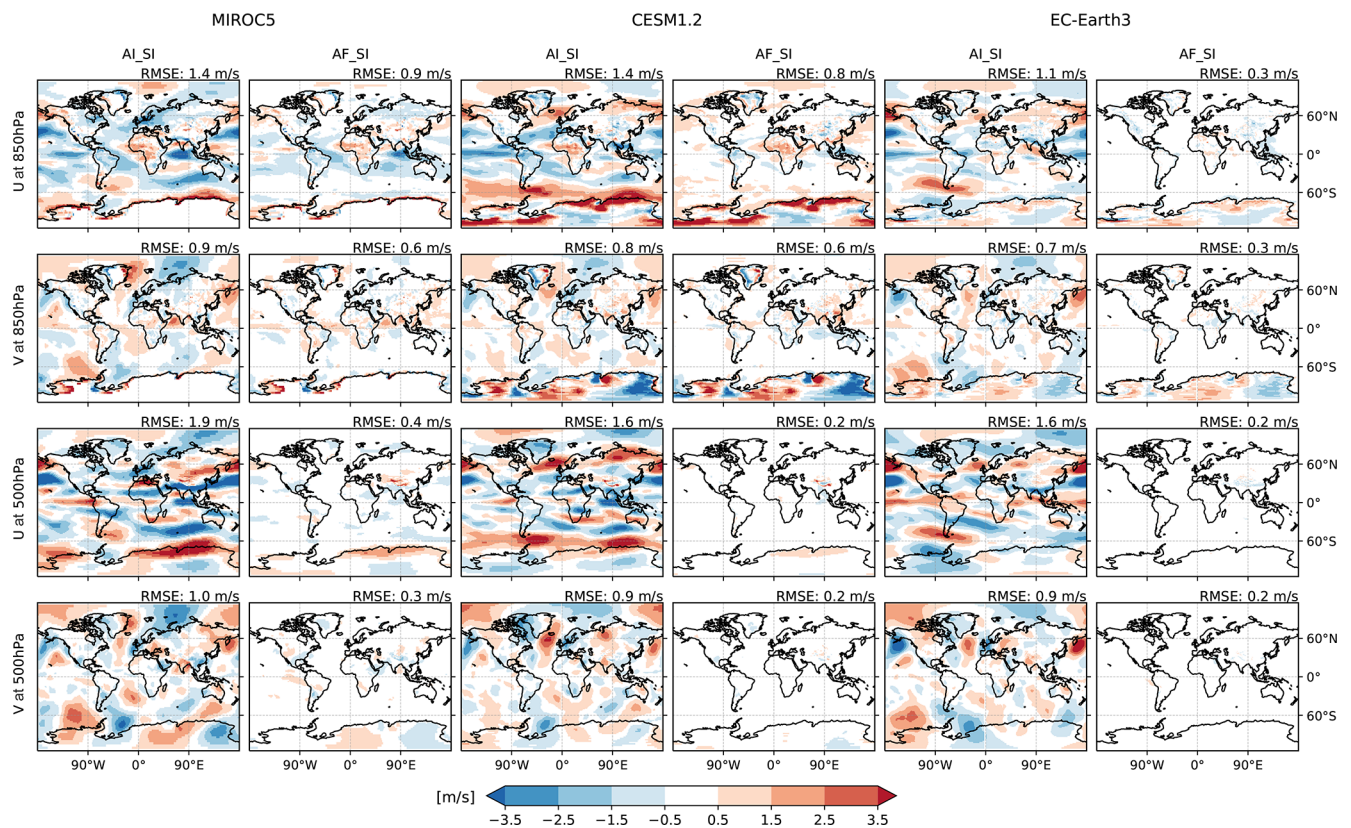 MIROC5 CESM1.2 EC-Earth3
AI_SI AF_SI AI_SI AF_SI AI_SI AF_SI
RMSE: 1.4 m/s RMSE: 0.9 m/s RMSE: 1.4 m/s RMSE: 0.8 m/s RMSE: 1.1 m/s RMSE: 0.3 m/s
U at 850hPa
60°N
0°
60°S
RMSE: 0.9 m/s RMSE: 0.6 m/s RMSE: 0.8 m/s RMSE: 0.6 m/s RMSE: 0.7 m/s RMSE: 0.3 m/s
V at 850hPa
60°N
0°
60°S
RMSE: 1.9 m/s RMSE: 0.4 m/s RMSE: 1.6 m/s RMSE: 0.2 m/s RMSE: 1.6 m/s RMSE: 0.2 m/s
U at 500hPa
60°N
0°
60°S
RMSE: 1.0 m/s RMSE: 0.3 m/s RMSE: 0.9 m/s RMSE: 0.2 m/s RMSE: 0.9 m/s RMSE: 0.2 m/s
V at 500hPa
60°N
0°
60°S
90°W 0° 90°E 90°W 0° 90°E 90°W 0° 90°E 90°W 0° 90°E 90°W 0° 90°E 90°W 0° 90°E
[m/s]
−3.5 −2.5 −1.5 −0.5 0.5 1.5 2.5 3.5